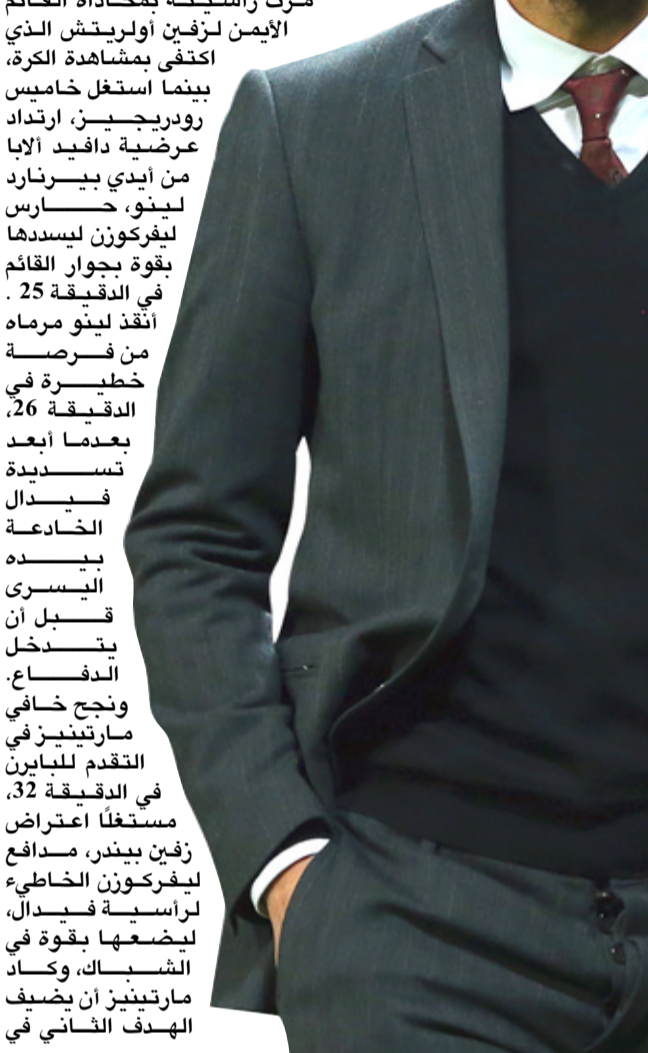 مرت رأسيته بمحاذاة القائم
الأيمن لزفين أولريتش الذي
اكتفى بمشاهدة الكرة،
بينما استغل خاميس
رودريجيز، ارتداد
عرضية دافيد ألابا
من أيدي بيرنارد
لينو، حارس
ليفركوزن ليسددها
بقوة بجوار القائم
في الدقيقة 25 .
أنقذ لينو مرماه
من فرصة
خطيرة في
الدقيقة 26،
بعدما أبعد
تسديدة
فيدال
الخادعة
بيده
اليسرى
قبل أن
يتدخل
الدفاع.
ونجح خافي
مارتينيز في
التقدم للبايرن
في الدقيقة 32،
مستغلًا اعتراض
زفين بيندر، مدافع
ليفركوزن الخاطيء
لرأسية فيدال،
ليضعها بقوة في
الشباك، وكاد
مارتينيز أن يضيف
الهدف الثاني في